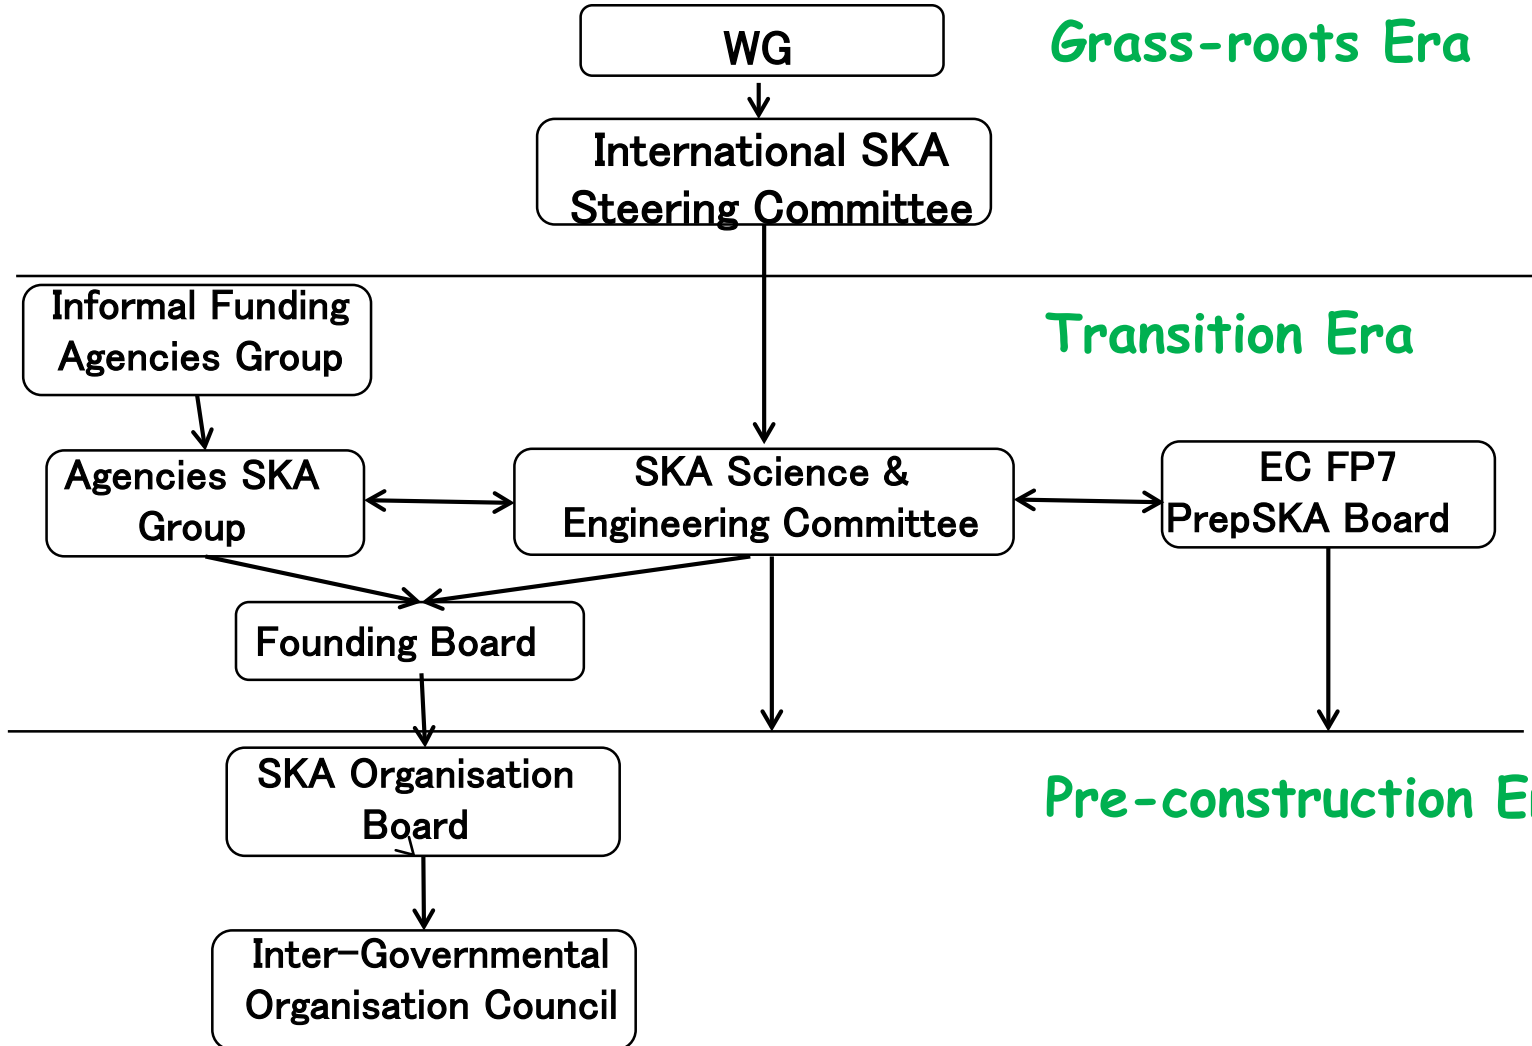 WG
Grass-roots Era
International SKA
Steering Committee
Informal Funding
Agencies Group
Transition Era
Agencies SKA
Group
SKA Science &
Engineering Committee
EC FP7
PrepSKA Board
Founding Board
SKA Organisation
Board
Pre-construction
Inter-Governmental
Organisation Council